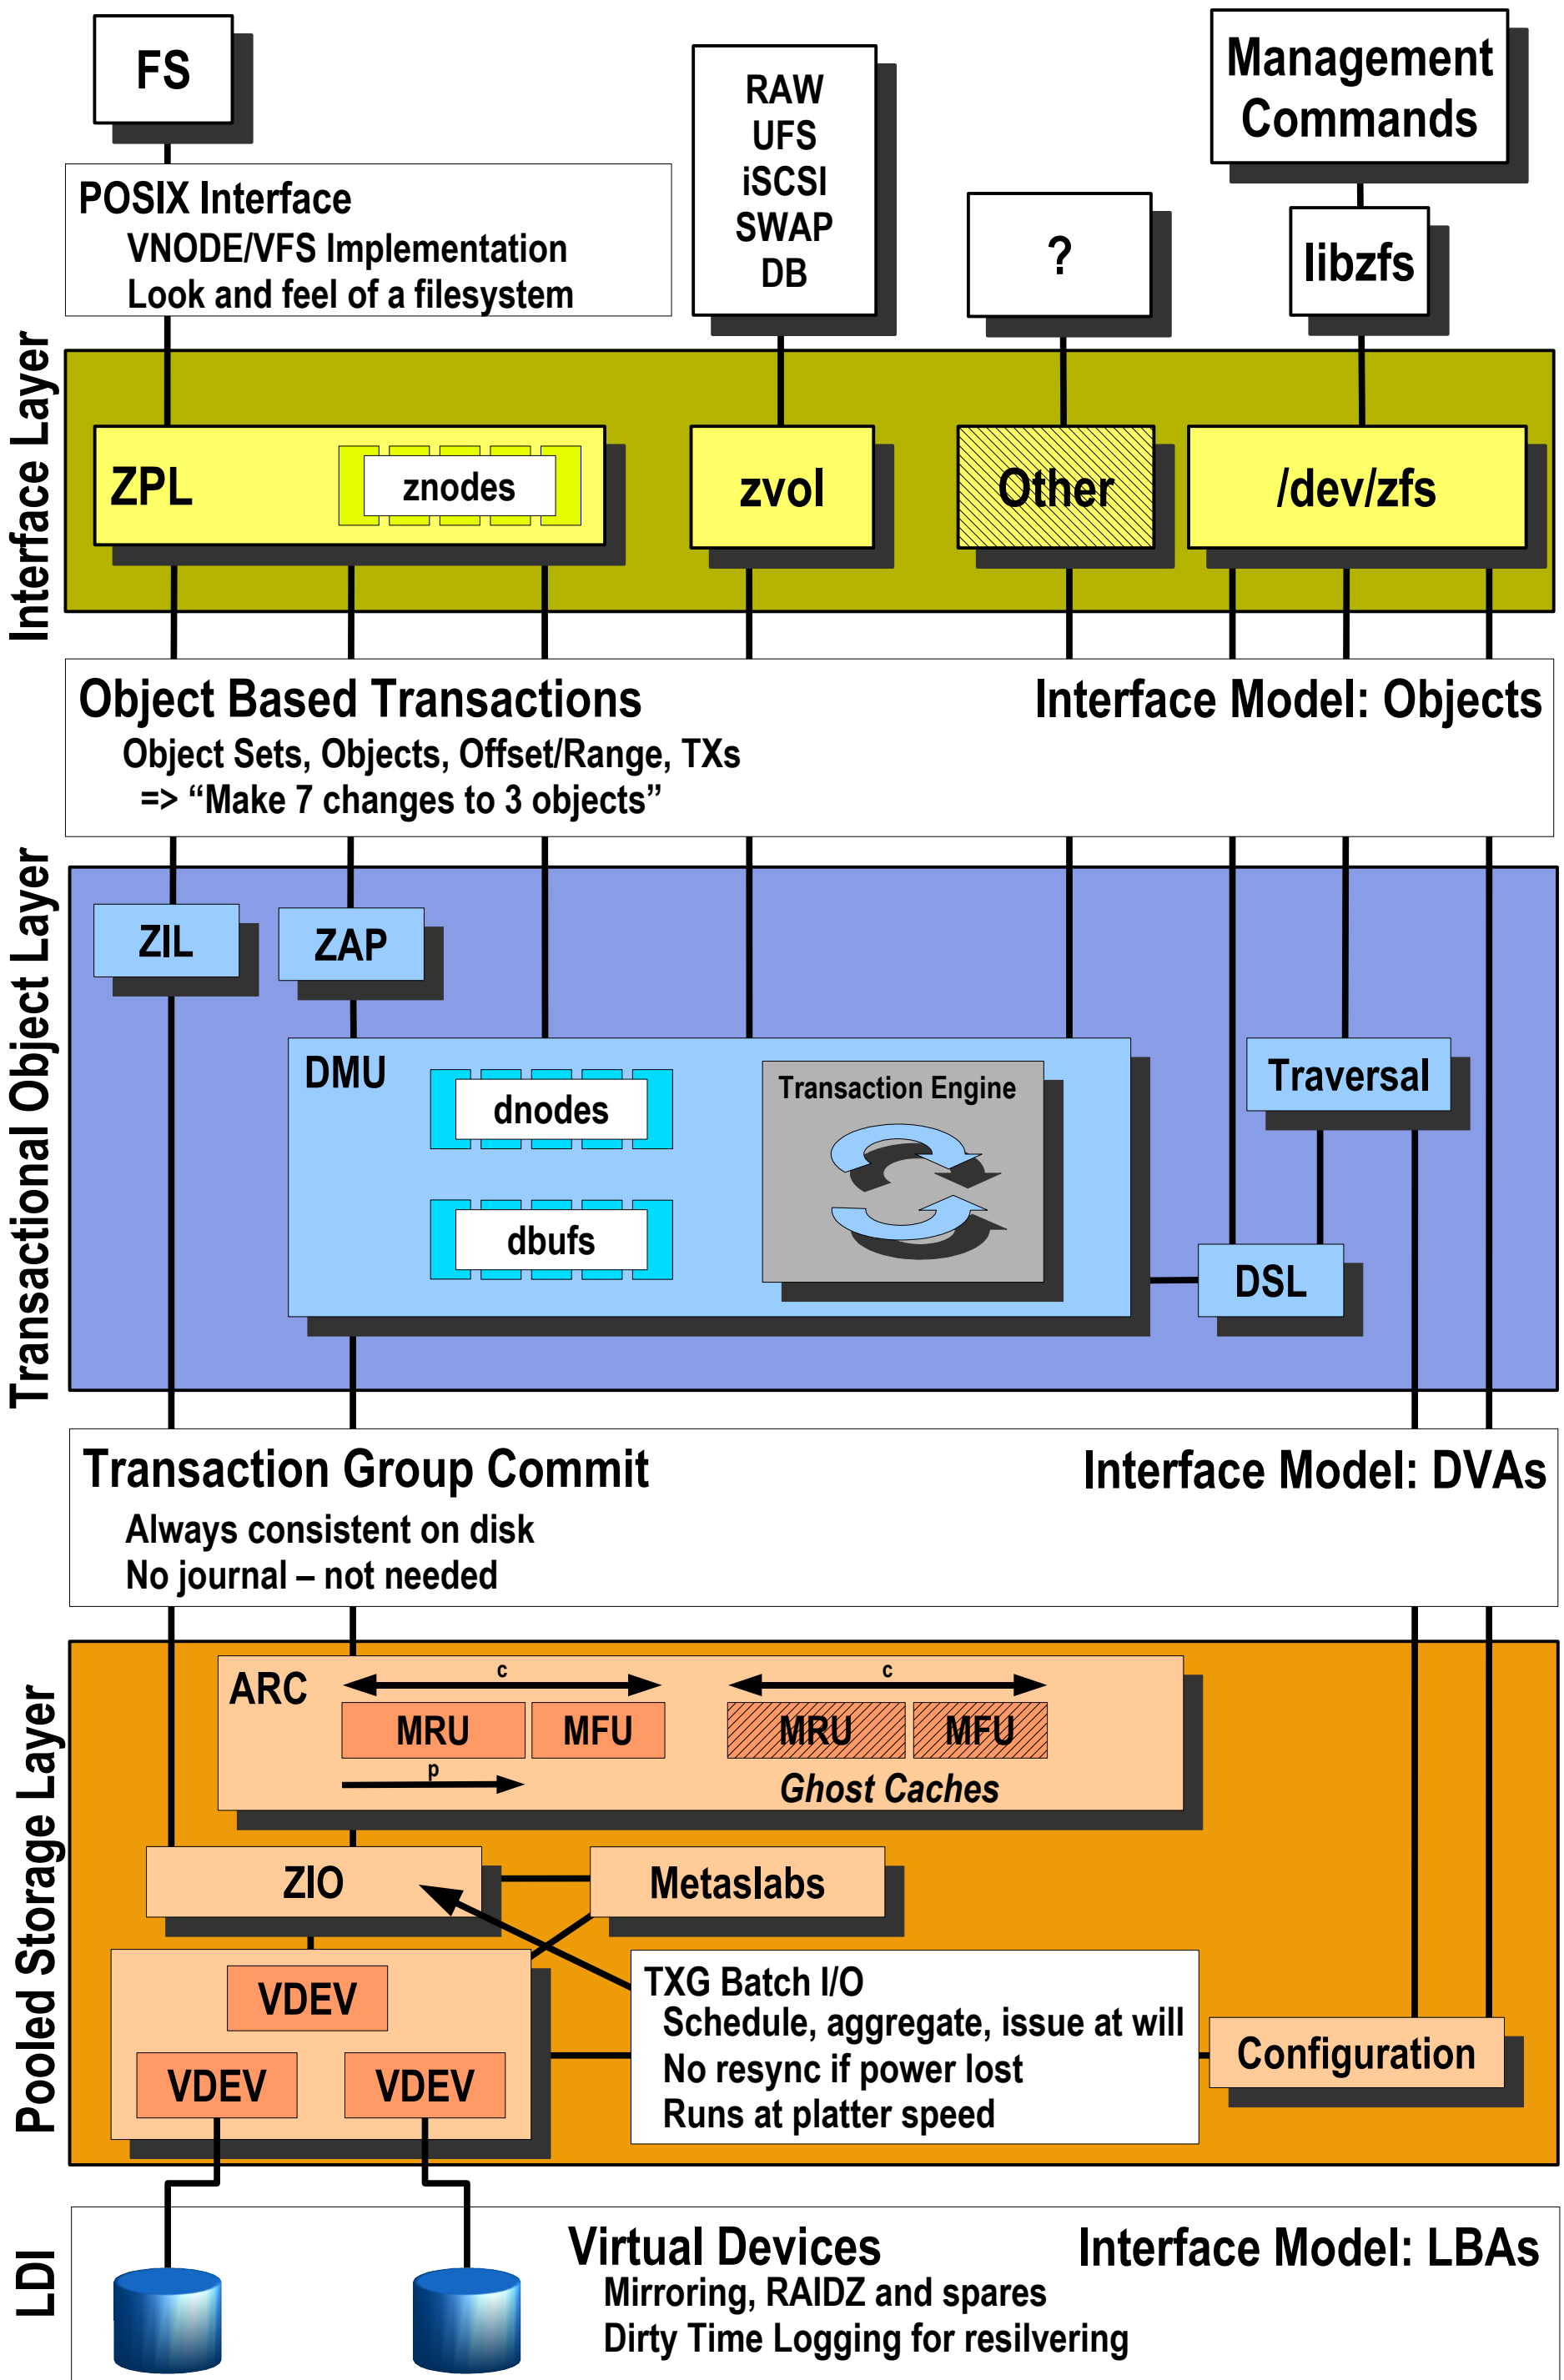 FS
RAW
UFS
iSCSI
SWAP
DB
Management
Commands
POSIX Interface
VNODE/VFS Implementation
Look and feel of a filesystem
?
libzfs
Interface Layer
ZPL
znodes
zvol
Other
/dev/zfs
Object Based Transactions
Interface Model: Objects
Object Sets, Objects, Offset/Range, TXs
=> “Make 7 changes to 3 objects”
Transactional Object Layer
ZIL
ZAP
DMU
dnodes
dbufs
Transaction Engine
Traversal
DSL
Transaction Group Commit
Interface Model: DVAs
Always consistent on disk
No journal – not needed
Pooled Storage Layer
ARC
c
c
MRU
MFU
MRU
MFU
p
Ghost Caches
ZIO
Metaslabs
VDEV
VDEV
VDEV
TXG Batch I/O
Schedule, aggregate, issue at will
No resync if power lost
Runs at platter speed
Configuration
LDI
Virtual Devices
Interface Model: LBAs
Mirroring, RAIDZ and spares
Dirty Time Logging for resilvering